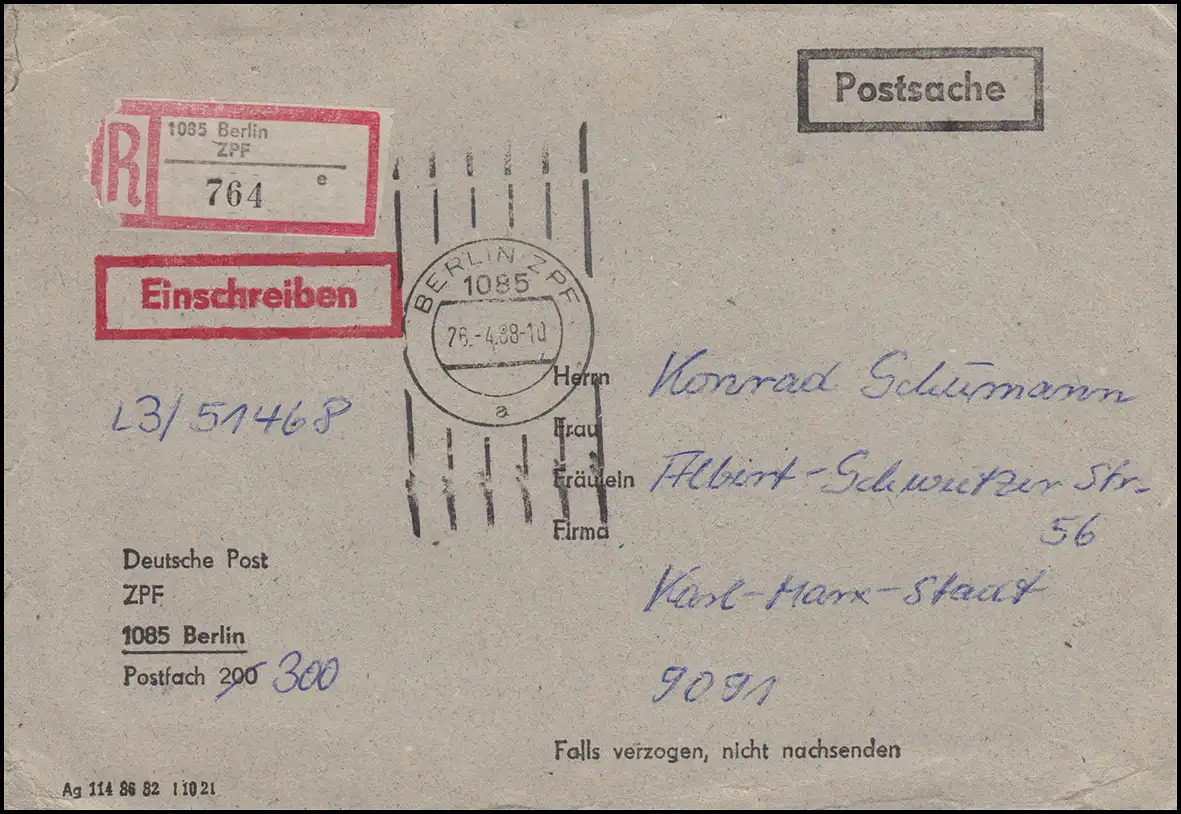 Postsache
R
1085 Berlin
ZPF
764 e
Einschreiben
BERLIN ZPF
1085
26.-4.88-10
a
L3/51468
Herrn
Frau
Fräulein
Firma
Konrad Schumann
Albert-Schweitzer Str.
56
Karl-Marx-Stadt
9091
Deutsche Post
ZPF
1085 Berlin
Postfach 200 300
Falls verzogen, nicht nachsenden
Ag 114 86 82 I 10 21